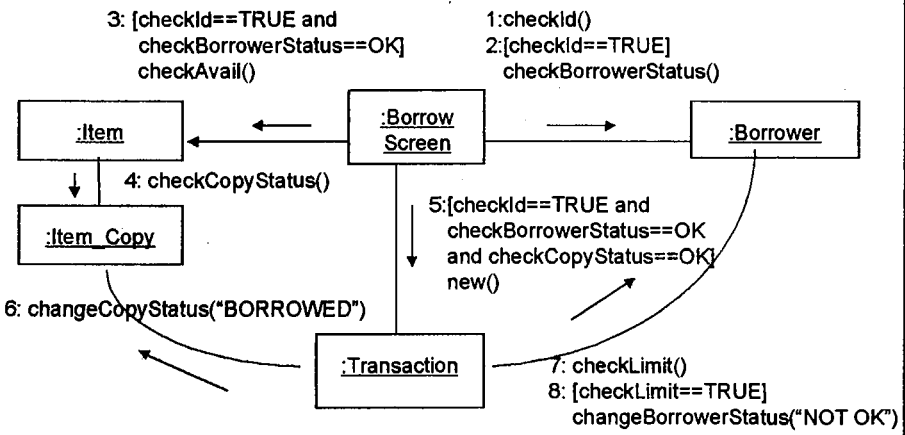 3: [checkId==TRUE and
checkBorrowerStatus==OK]
checkAvail()
1:checkId()
2:[checkId==TRUE]
checkBorrowerStatus()
:Item
:Borrow
Screen
:Borrower
4: checkCopyStatus()
:Item_Copy
5:[checkId==TRUE and
checkBorrowerStatus==OK
and checkCopyStatus==OK]
new()
6: changeCopyStatus("BORROWED")
:Transaction
7: checkLimit()
8: [checkLimit==TRUE]
changeBorrowerStatus("NOT OK")